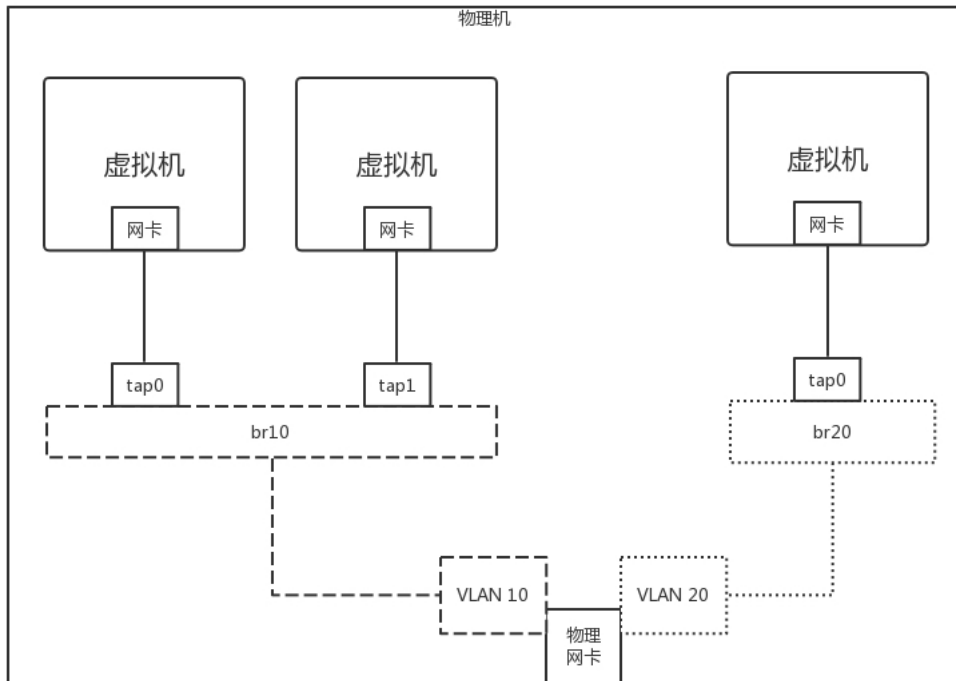 物理机
虚拟机
网卡
虚拟机
网卡
虚拟机
网卡
tap0
tap1
tap0
br10
br20
VLAN 10
VLAN 20
物理
网卡